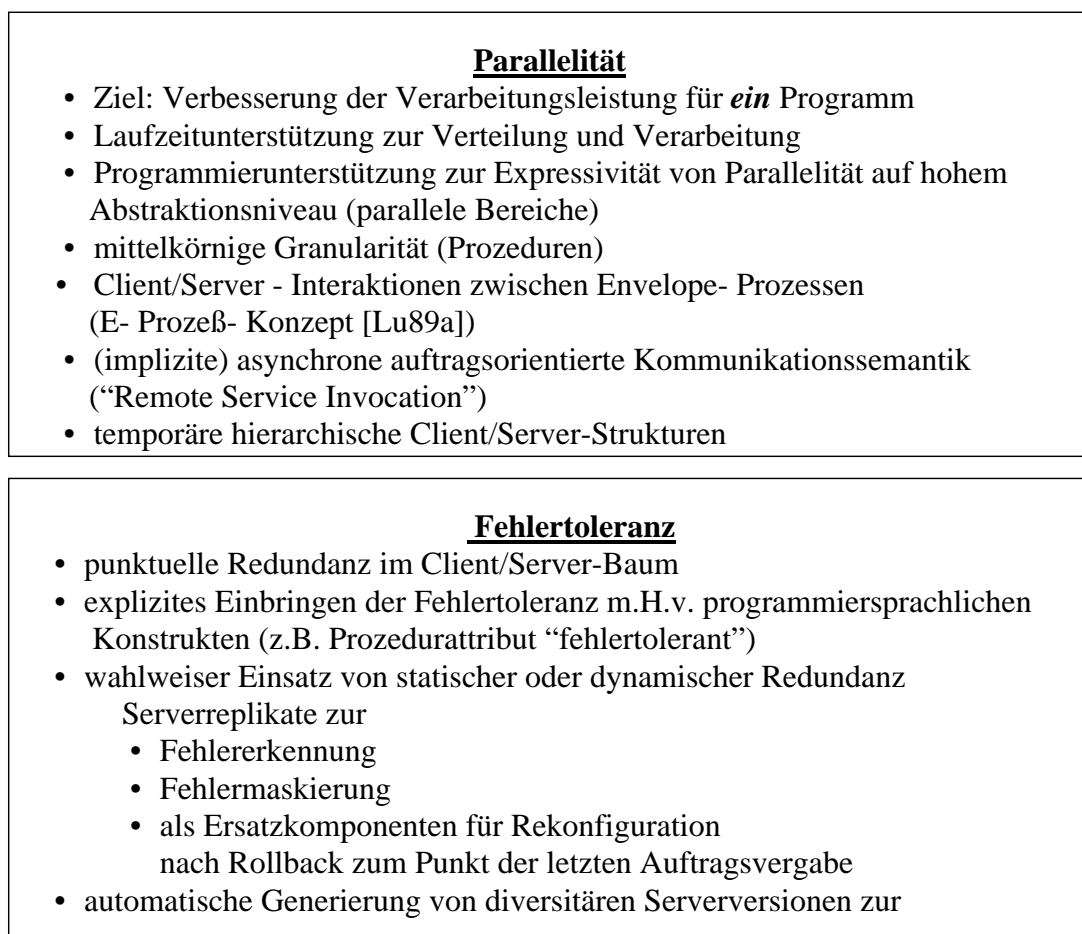 Parallelität
• Ziel: Verbesserung der Verarbeitungsleistung für ein Programm
• Laufzeitunterstützung zur Verteilung und Verarbeitung
• Programmierunterstützung zur Expressivität von Parallelität auf hohem
Abstraktionsniveau (parallele Bereiche)
• mittelkörnige Granularität (Prozeduren)
• Client/Server - Interaktionen zwischen Envelope- Prozessen
(E- Prozeß- Konzept [Lu89a])
• (implizite) asynchrone auftragsorientierte Kommunikationssemantik
(“Remote Service Invocation”)
• temporäre hierarchische Client/Server-Strukturen
Fehlertoleranz
• punktuelle Redundanz im Client/Server-Baum
• explizites Einbringen der Fehlertoleranz m.H.v. programmiersprachlichen
Konstrukten (z.B. Prozedurattribut “fehlertolerant”)
• wahlweiser Einsatz von statischer oder dynamischer Redundanz
Serverreplikate zur
• Fehlererkennung
• Fehlermaskierung
• als Ersatzkomponenten für Rekonfiguration
nach Rollback zum Punkt der letzten Auftragsvergabe
• automatische Generierung von diversitären Serverversionen zur